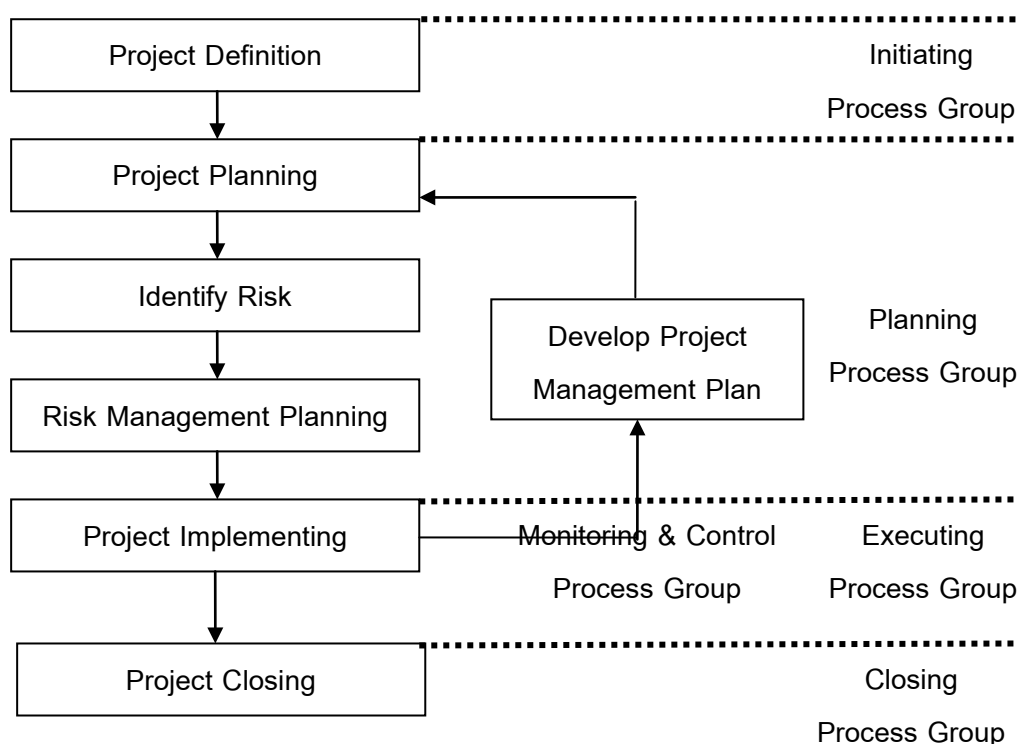 Project Definition
Initiating
Process Group
Project Planning
Identify Risk
Develop Project
Management Plan
Planning
Process Group
Risk Management Planning
Project Implementing
Monitoring & Control
Process Group
Executing
Process Group
Project Closing
Closing
Process Group